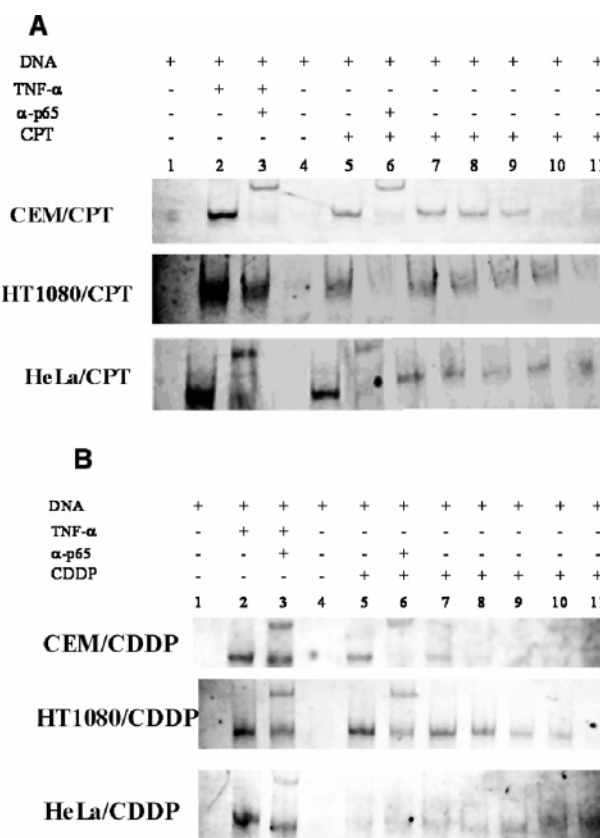 A
DNA + + + + + + + + + + +
TNF-α - + + - - - - - - - -
α-p65 - - + - - + - - - - -
CPT - - - - + + + + + + +
1 2 3 4 5 6 7 8 9 10 11
CEM/CPT
HT1080/CPT
HeLa/CPT
B
DNA + + + + + + + + + + +
TNF-α - + + - - - - - - - -
α-p65 - - + - - + - - - - -
CDDP - - - - + + + + + + +
1 2 3 4 5 6 7 8 9 10 11
CEM/CDDP
HT1080/CDDP
HeLa/CDDP